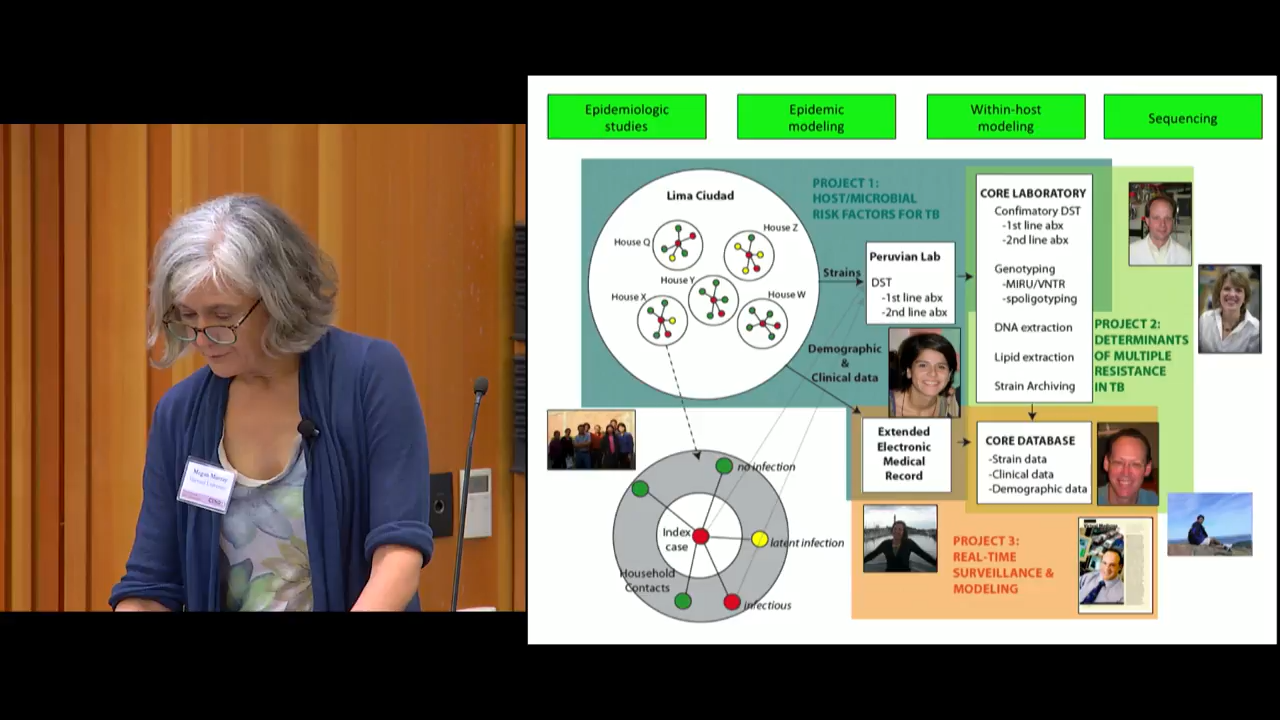 Epidemiologic
studies
Epidemic
modeling
Within-host
modeling
Sequencing
Lima Ciudad
House Q
House Z
House Y
House X
House W
PROJECT 1:
HOST/MICROBIAL
RISK FACTORS FOR TB
Strains
Peruvian Lab
DST
-1st line abx
-2nd line abx
Demographic
&
Clinical data
CORE LABORATORY
Confimatory DST
-1st line abx
-2nd line abx
Genotyping
-MIRU/VNTR
-spoligotyping
DNA extraction
Lipid extraction
Strain Archiving
PROJECT 2:
DETERMINANTS
OF MULTIPLE
RESISTANCE
IN TB
Extended
Electronic
Medical
Record
CORE DATABASE
-Strain data
-Clinical data
-Demographic data
no infection
Index
case
latent infection
Household
Contacts
Infectious
PROJECT 3:
REAL-TIME
SURVEILLANCE &
MODELING
Megan Murray